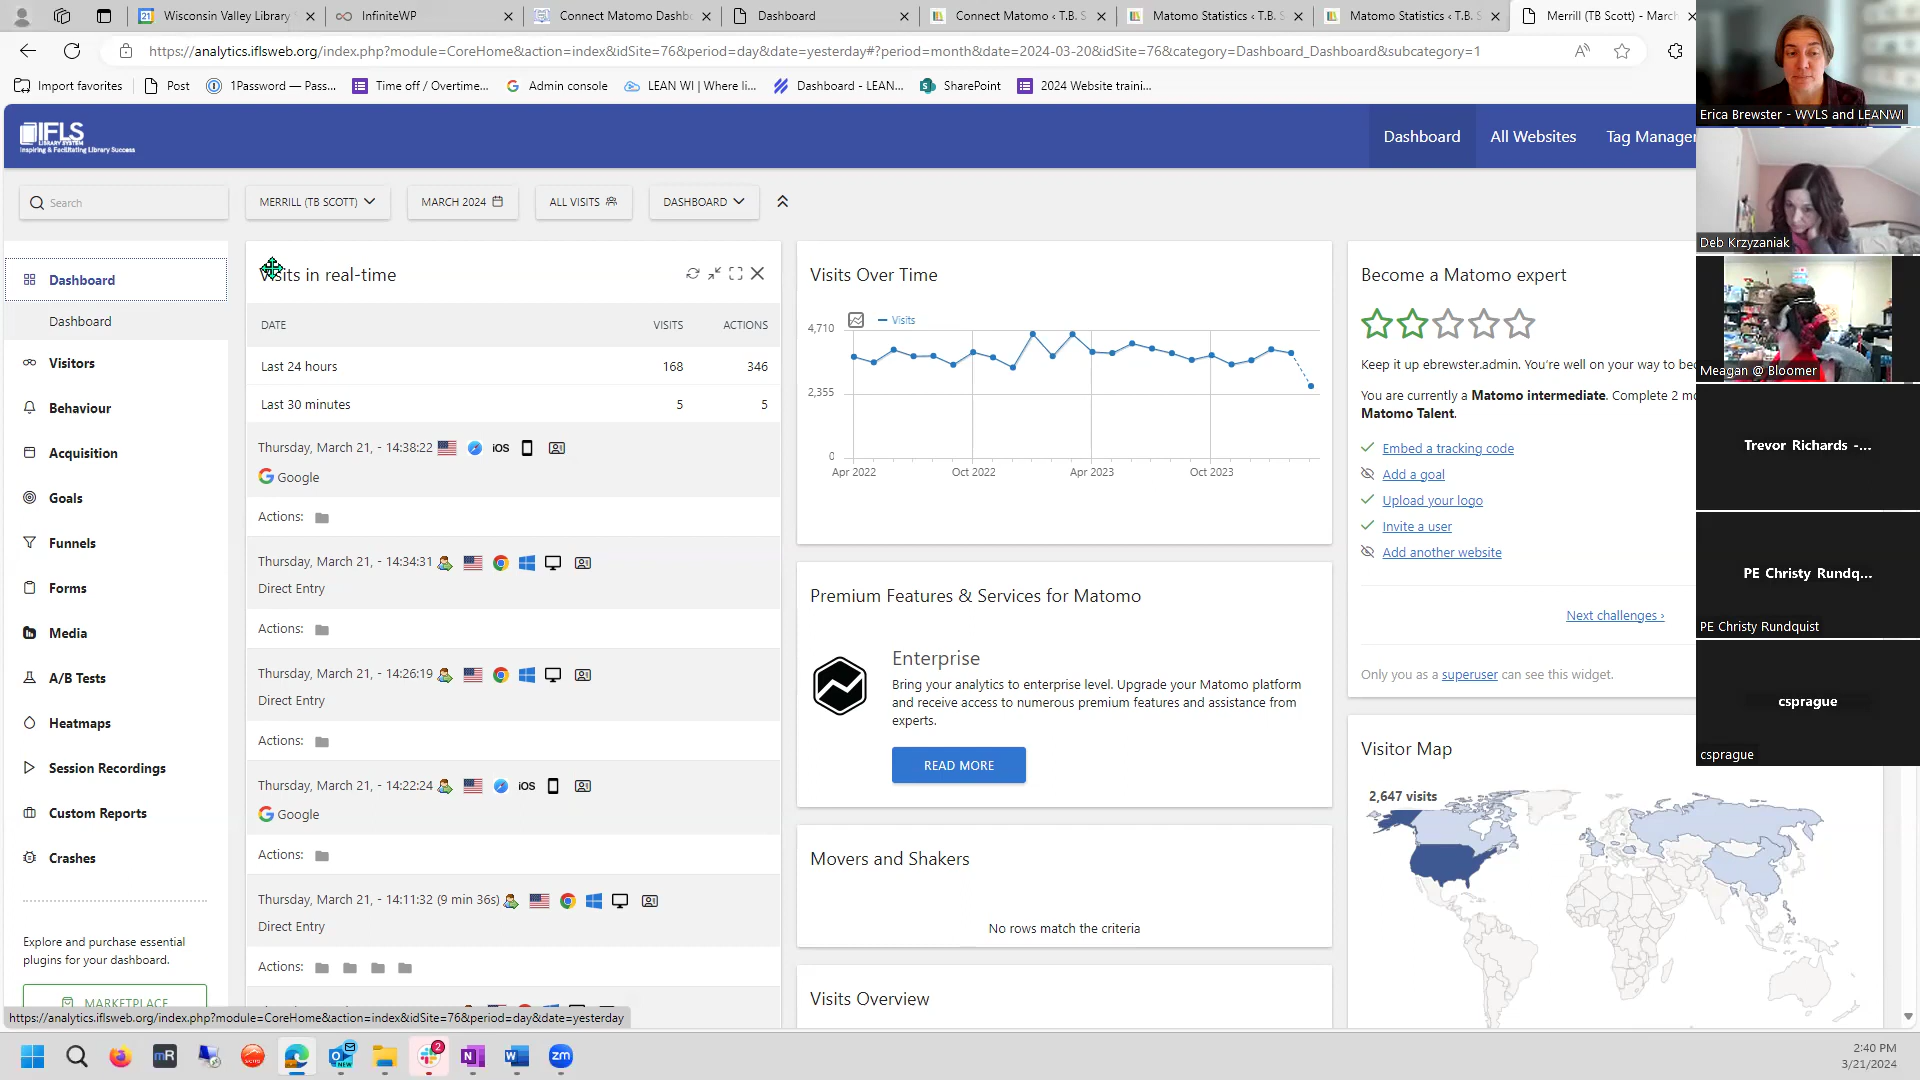 Wisconsin Valley Library
InfiniteWP
Connect Matomo Dashb
Dashboard
Connect Matomo ‹ T.B. S
Matomo Statistics ‹ T.B. S
Matomo Statistics ‹ T.B. S
Merrill (TB Scott) - March
https://analytics.iflsweb.org/index.php?module=CoreHome&action=index&idSite=76&period=day&date=yesterday#?period=month&date=2024-03-20&idSite=76&category=Dashboard_Dashboard&subcategory=1
Import favorites
Post
1Password — Pass...
Time off / Overtime...
Admin console
LEAN WI | Where li...
Dashboard - LEAN...
SharePoint
2024 Website traini...
IFLS
LIBRARY SYSTEM
Inspiring & Facilitating Library Success
Dashboard
All Websites
Tag Manager
Search
MERRILL (TB SCOTT)
MARCH 2024
ALL VISITS
DASHBOARD
Dashboard
Dashboard
Visitors
Behaviour
Acquisition
Goals
Funnels
Forms
Media
A/B Tests
Heatmaps
Session Recordings
Custom Reports
Crashes
Explore and purchase essential
plugins for your dashboard.
MARKETPLACE
Visits in real-time
DATE VISITS ACTIONS
Last 24 hours 168 346
Last 30 minutes 5 5
Thursday, March 21, - 14:38:22 iOS
Google
Actions:
Thursday, March 21, - 14:34:31
Direct Entry
Actions:
Thursday, March 21, - 14:26:19
Direct Entry
Actions:
Thursday, March 21, - 14:22:24 iOS
Google
Actions:
Thursday, March 21, - 14:11:32 (9 min 36s)
Direct Entry
Actions:
Visits Over Time
Visits
4,710
2,355
0
Apr 2022 Oct 2022 Apr 2023 Oct 2023
Premium Features & Services for Matomo
Enterprise
Bring your analytics to enterprise level. Upgrade your Matomo platform
and receive access to numerous premium features and assistance from
experts.
READ MORE
Movers and Shakers
No rows match the criteria
Visits Overview
Become a Matomo expert
Keep it up ebrewster.admin. You're well on your way to be
You are currently a Matomo intermediate. Complete 2 mo
Matomo Talent.
Embed a tracking code
Add a goal
Upload your logo
Invite a user
Add another website
Next challenges ›
Only you as a superuser can see this widget.
Visitor Map
2,647 visits
Erica Brewster - WVLS and LEANWI
Deb Krzyzaniak
Meagan @ Bloomer
Trevor Richards -...
PE Christy Rundq...
PE Christy Rundquist
csprague
csprague
https://analytics.iflsweb.org/index.php?module=CoreHome&action=index&idSite=76&period=day&date=yesterday
mR
NEW
2
zm
2:40 PM
3/21/2024